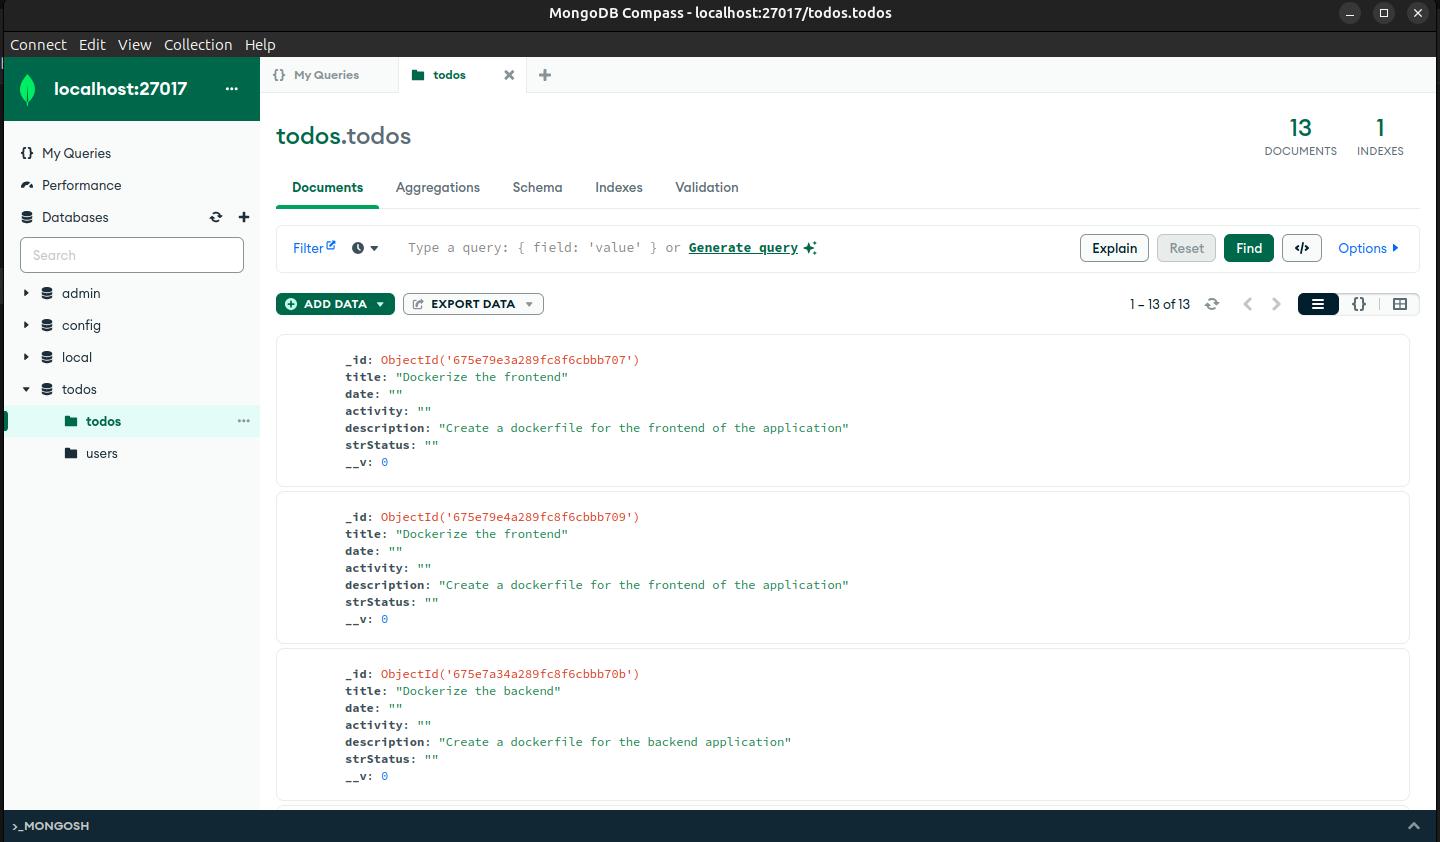 MongoDB Compass - localhost:27017/todos.todos
Connect Edit View Collection Help
localhost:27017
{} My Queries
todos
{} My Queries
Performance
Databases
Search
admin
config
local
todos
todos
users
todos.todos
13
DOCUMENTS
1
INDEXES
Documents Aggregations Schema Indexes Validation
Filter
Type a query: { field: 'value' } or Generate query
Explain Reset Find </> Options
ADD DATA EXPORT DATA
1 – 13 of 13
{}
_id: ObjectId('675e79e3a289fc8f6cbbb707')
title: "Dockerize the frontend"
date: ""
activity: ""
description: "Create a dockerfile for the frontend of the application"
strStatus: ""
__v: 0
_id: ObjectId('675e79e4a289fc8f6cbbb709')
title: "Dockerize the frontend"
date: ""
activity: ""
description: "Create a dockerfile for the frontend of the application"
strStatus: ""
__v: 0
_id: ObjectId('675e7a34a289fc8f6cbbb70b')
title: "Dockerize the backend"
date: ""
activity: ""
description: "Create a dockerfile for the backend application"
strStatus: ""
__v: 0
>_MONGOSH